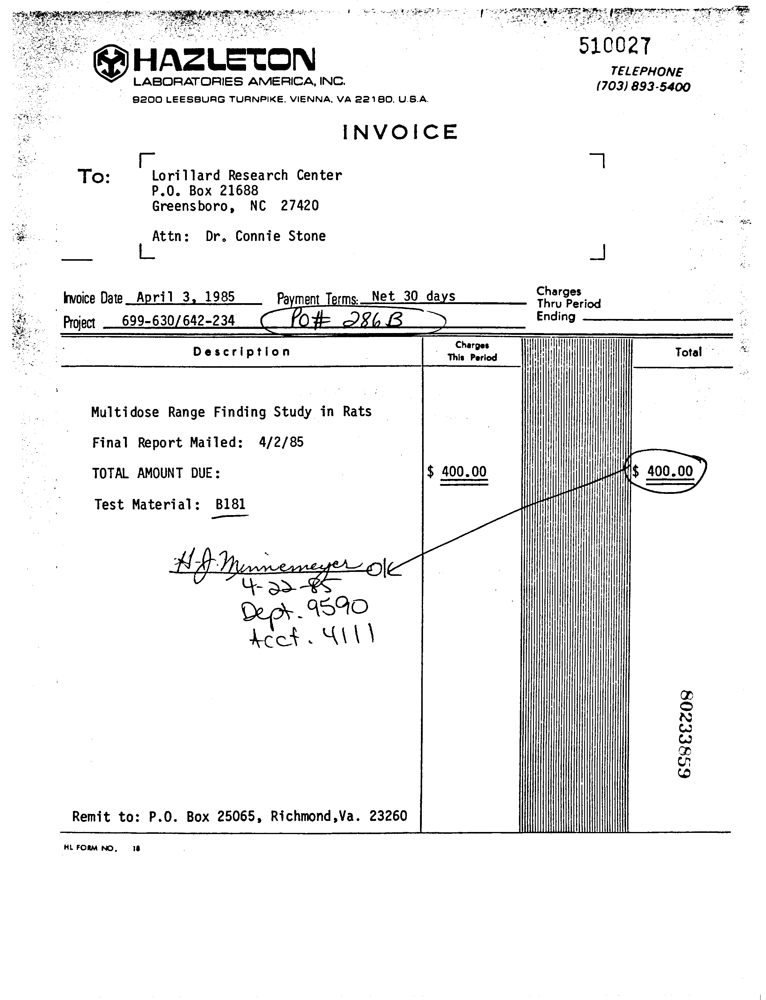 510027
HAZLETON
LABORATORIES AMERICA, INC.
9200 LEESBURG TURNPIKE, VIENNA, VA 22180, U.S.A.
TELEPHONE
(703) 893-5400
INVOICE
To:
Lorillard Research Center
P.O. Box 21688
Greensboro, NC 27420
Attn: Dr. Connie Stone
Invoice Date April 3, 1985 Payment Terms: Net 30 days
Charges
Thru Period
Ending
Project 699-630/642-234 PO# 286B
Description
Charges
This Period
Total
Multidose Range Finding Study in Rats
Final Report Mailed: 4/2/85
TOTAL AMOUNT DUE: $ 400.00 $ 400.00
Test Material: B181
H.J. Minnemeyer OK
4-22-85
Dept. 9590
Acct. 4111
80233859
Remit to: P.O. Box 25065, Richmond,Va. 23260
HL FORM NO. 18